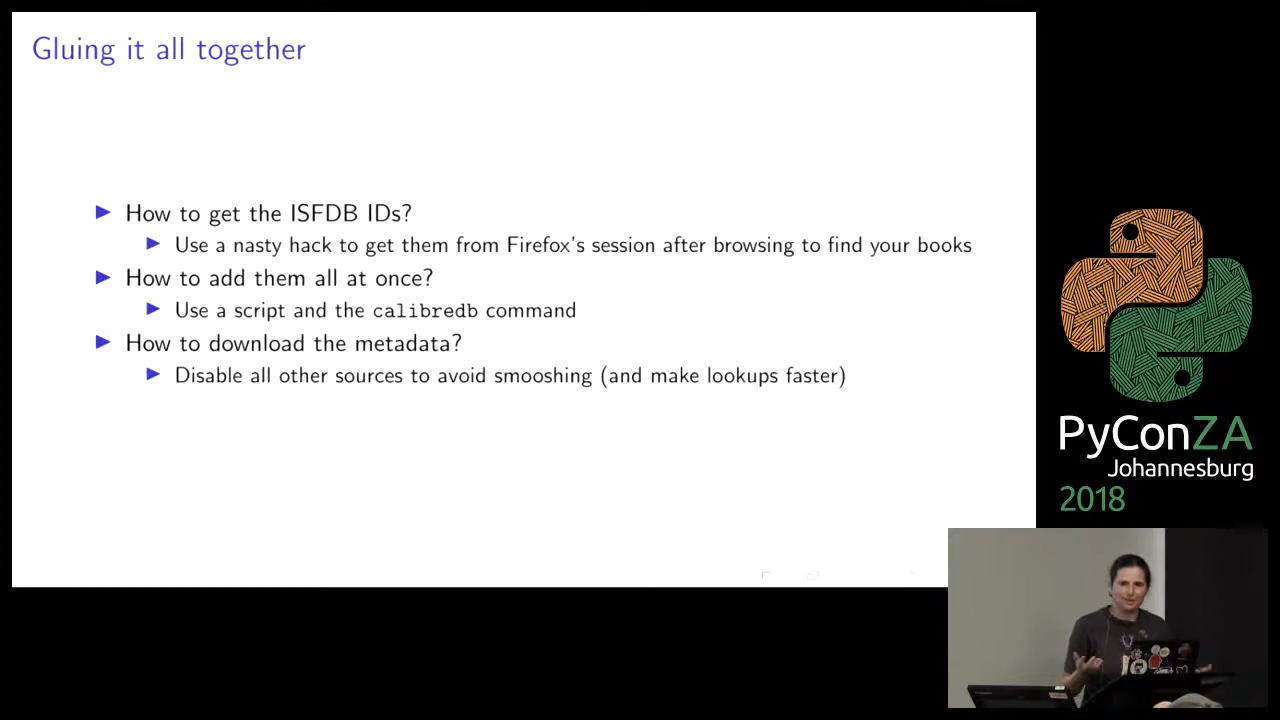 Gluing it all together
How to get the ISFDB IDs?
Use a nasty hack to get them from Firefox's session after browsing to find your books
How to add them all at once?
Use a script and the calibredb command
How to download the metadata?
Disable all other sources to avoid smooshing (and make lookups faster)
PyConZA
Johannesburg
2018